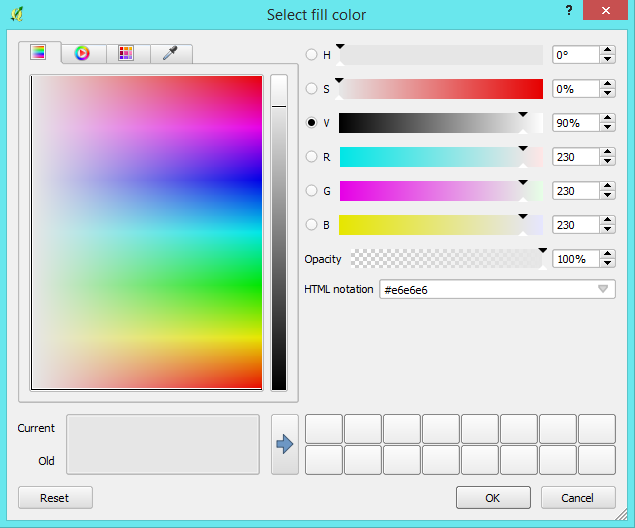 Select fill color
?
H 0°
S 0%
V 90%
R 230
G 230
B 230
Opacity 100%
HTML notation #e6e6e6
Current
Old
Reset OK Cancel